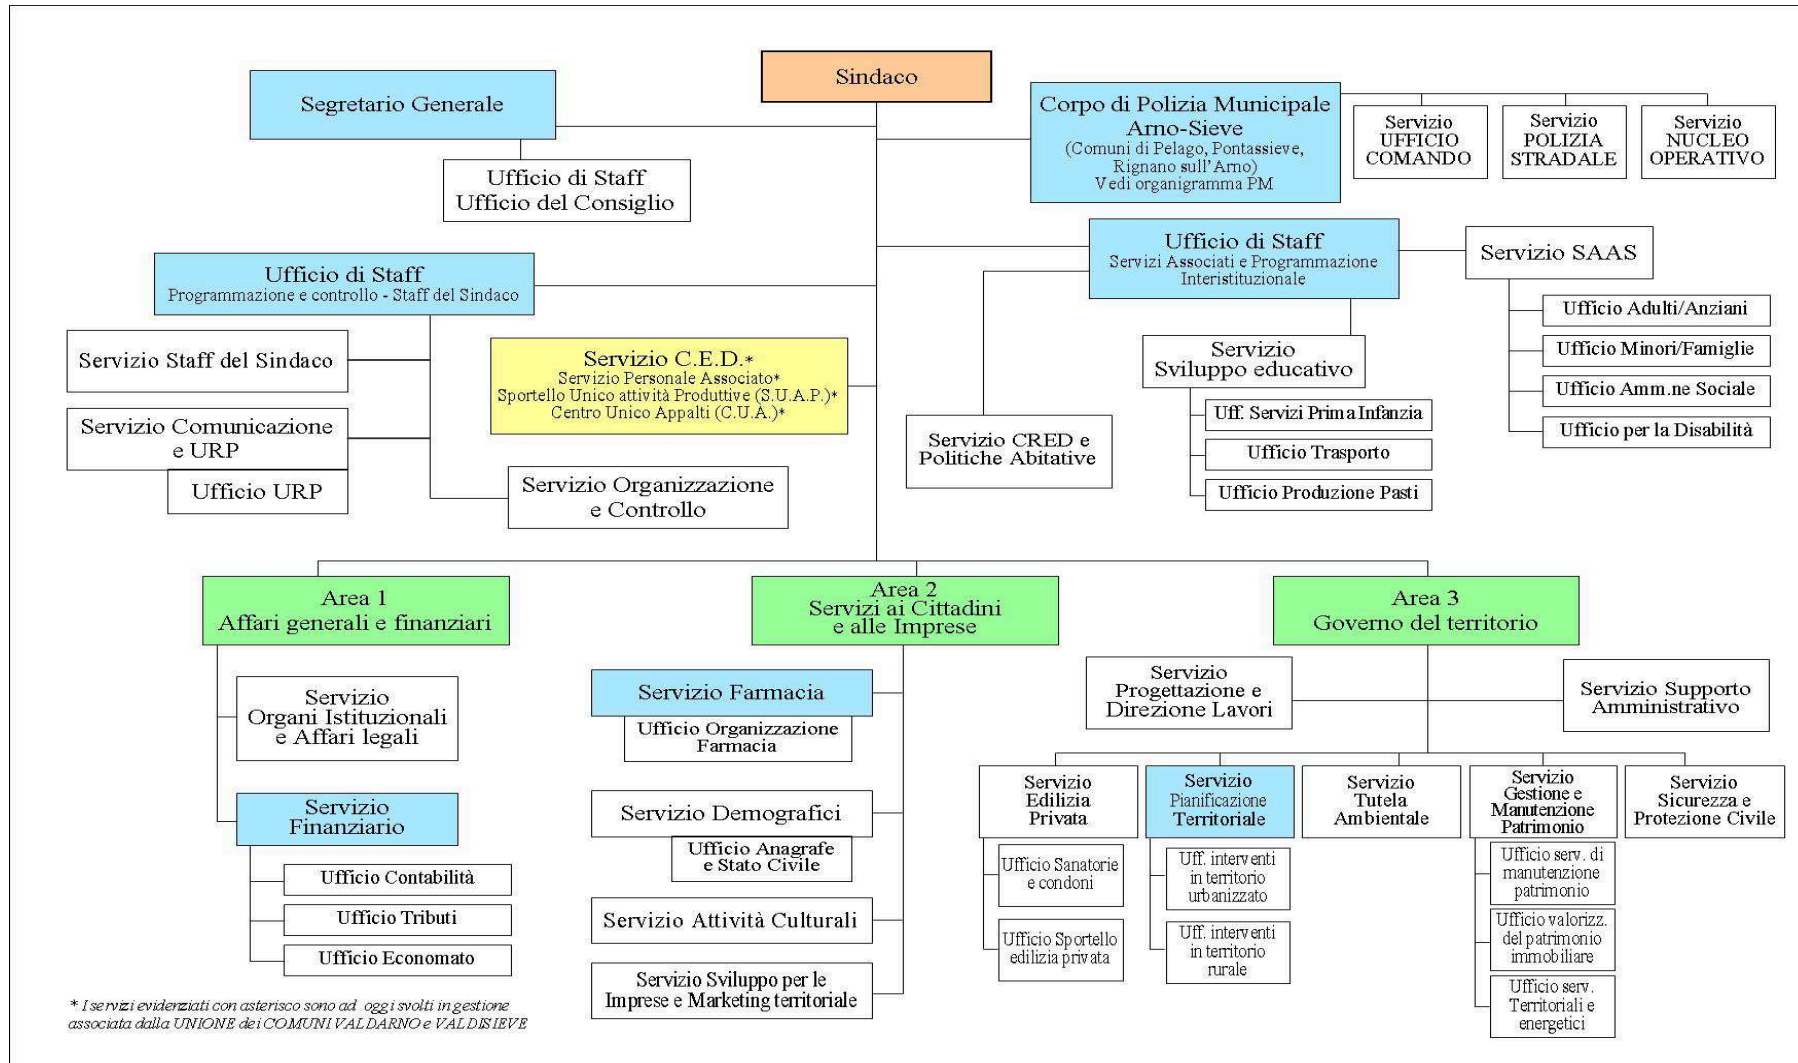 Sindaco
Segretario Generale
Ufficio di Staff
Ufficio del Consiglio
Corpo di Polizia Municipale
Arno-Sieve
(Comuni di Pelago, Pontassieve,
Rignano sull'Arno)
Vedi organigramma PM
Servizio
UFFICIO
COMANDO
Servizio
POLIZIA
STRADALE
Servizio
NUCLEO
OPERATIVO
Ufficio di Staff
Programmazione e controllo - Staff del Sindaco
Servizio Staff del Sindaco
Servizio Comunicazione
e URP
Ufficio URP
Servizio Organizzazione
e Controllo
Servizio C.E.D.*
Servizio Personale Associato*
Sportello Unico attività Produttive (S.U.A.P.)*
Centro Unico Appalti (C.U.A.)*
Ufficio di Staff
Servizi Associati e Programmazione
Interistituzionale
Servizio SAAS
Ufficio Adulti/Anziani
Ufficio Minori/Famiglie
Ufficio Amm.ne Sociale
Ufficio per la Disabilità
Servizio
Sviluppo educativo
Uff. Servizi Prima Infanzia
Ufficio Trasporto
Ufficio Produzione Pasti
Servizio CRED e
Politiche Abitative
Area 1
Affari generali e finanziari
Servizio
Organi Istituzionali
e Affari legali
Servizio
Finanziario
Ufficio Contabilità
Ufficio Tributi
Ufficio Economato
Area 2
Servizi ai Cittadini
e alle Imprese
Servizio Farmacia
Ufficio Organizzazione
Farmacia
Servizio Demografici
Ufficio Anagrafe
e Stato Civile
Servizio Attività Culturali
Servizio Sviluppo per le
Imprese e Marketing territoriale
Area 3
Governo del territorio
Servizio
Progettazione e
Direzione Lavori
Servizio Supporto
Amministrativo
Servizio
Edilizia
Privata
Ufficio Sanatorie
e condoni
Ufficio Sportello
edilizia privata
Servizio
Pianificazione
Territoriale
Uff. interventi
in territorio
urbanizzato
Uff. interventi
in territorio
rurale
Servizio
Tutela
Ambientale
Servizio
Gestione e
Manutenzione
Patrimonio
Ufficio serv. di
manutenzione
patrimonio
Ufficio valorizz.
del patrimonio
immobiliare
Ufficio serv.
Territoriali e
energetici
Servizio
Sicurezza e
Protezione Civile
* I servizi evidenziati con asterisco sono ad oggi svolti in gestione
associata dalla UNIONE dei COMUNI VALDARNO e VALDISIEVE